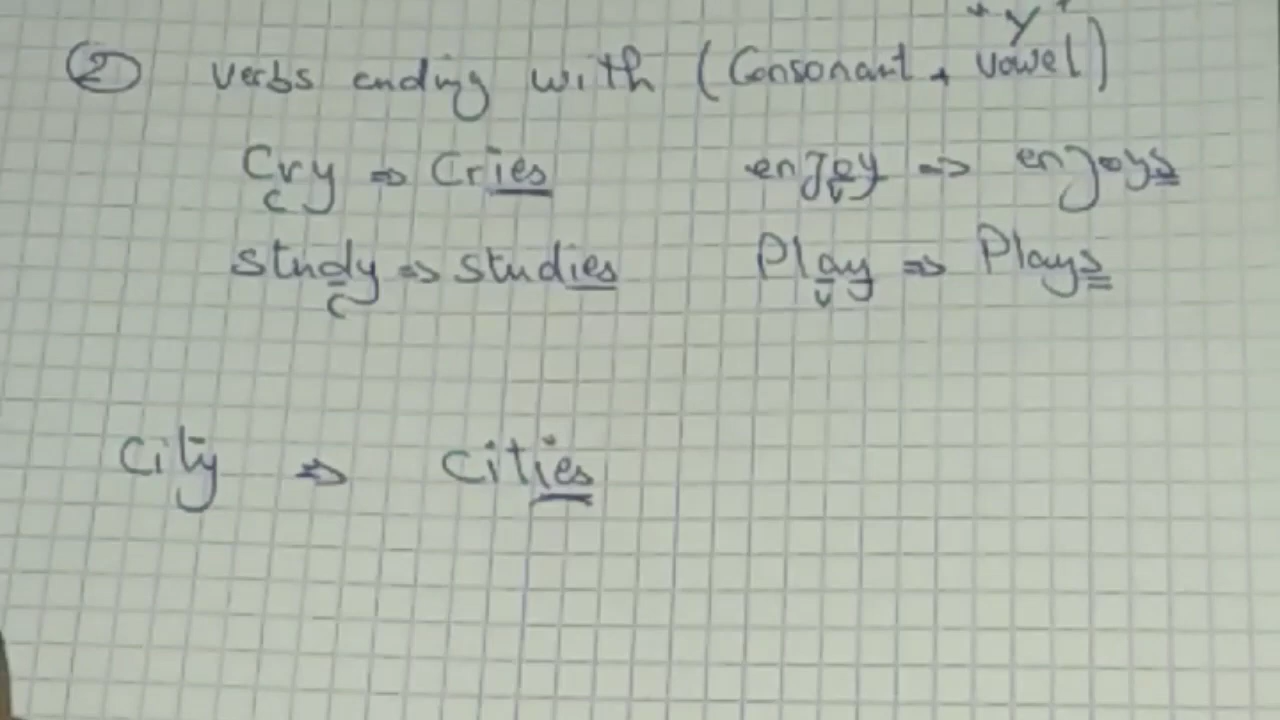 "y"
② verbs ending with (Consonant + vowel)
Cry ⇒ Cries enjoy ⇒ enjoys
C v
study ⇒ studies Play ⇒ Plays
C v
City ⇒ cities